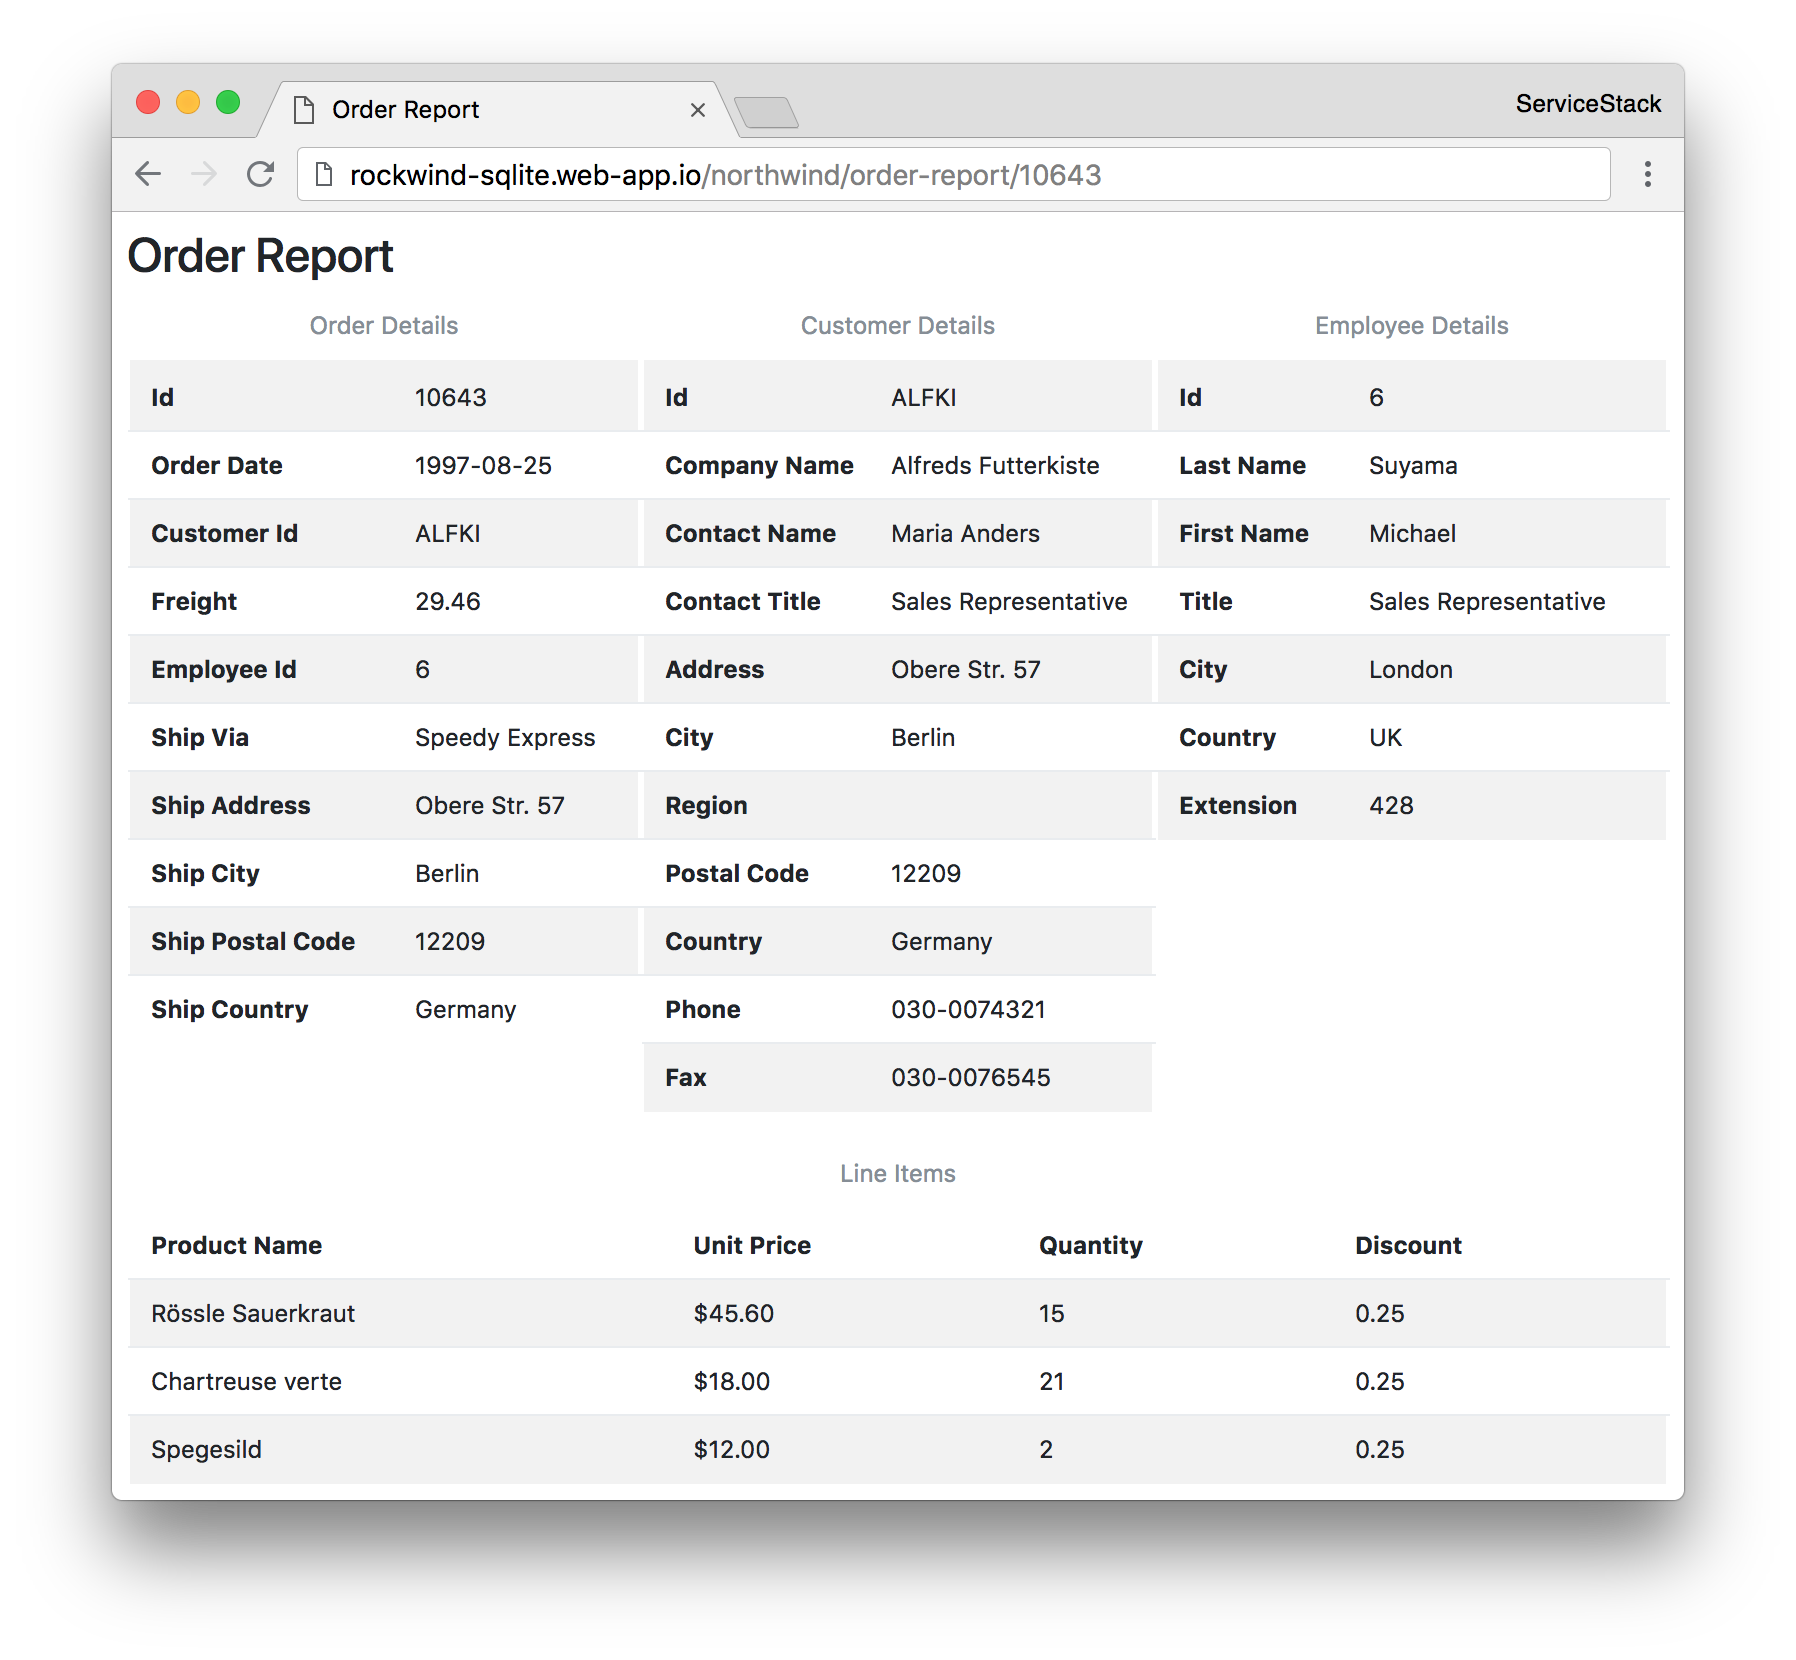 Order Report
ServiceStack
rockwind-sqlite.web-app.io/northwind/order-report/10643
Order Report
Order Details
Id 10643
Order Date 1997-08-25
Customer Id ALFKI
Freight 29.46
Employee Id 6
Ship Via Speedy Express
Ship Address Obere Str. 57
Ship City Berlin
Ship Postal Code 12209
Ship Country Germany
Customer Details
Id ALFKI
Company Name Alfreds Futterkiste
Contact Name Maria Anders
Contact Title Sales Representative
Address Obere Str. 57
City Berlin
Region
Postal Code 12209
Country Germany
Phone 030-0074321
Fax 030-0076545
Employee Details
Id 6
Last Name Suyama
First Name Michael
Title Sales Representative
City London
Country UK
Extension 428
Line Items
Product Name Unit Price Quantity Discount
Rössle Sauerkraut $45.60 15 0.25
Chartreuse verte $18.00 21 0.25
Spegesild $12.00 2 0.25